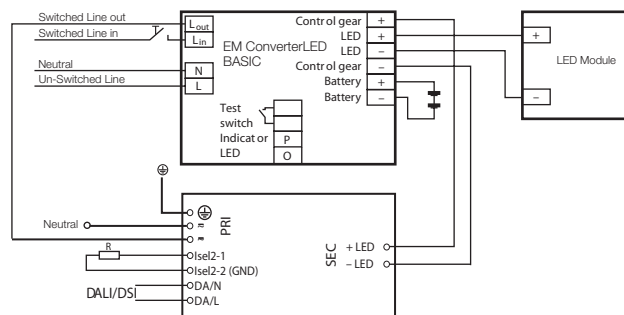 Switched Line out
Switched Line in
Neutral
Un-Switched Line
Lout
Lin
N
L
EM ConverterLED
BASIC
Test
switch
Indicat or
LED
P
O
Control gear +
LED +
LED –
Control gear –
Battery +
Battery –
+
–
LED Module
Neutral
R
DALI/DSI
PRI
≂
≂
Isel2-1
Isel2-2 (GND)
DA/N
DA/L
SEC
+ LED
– LED